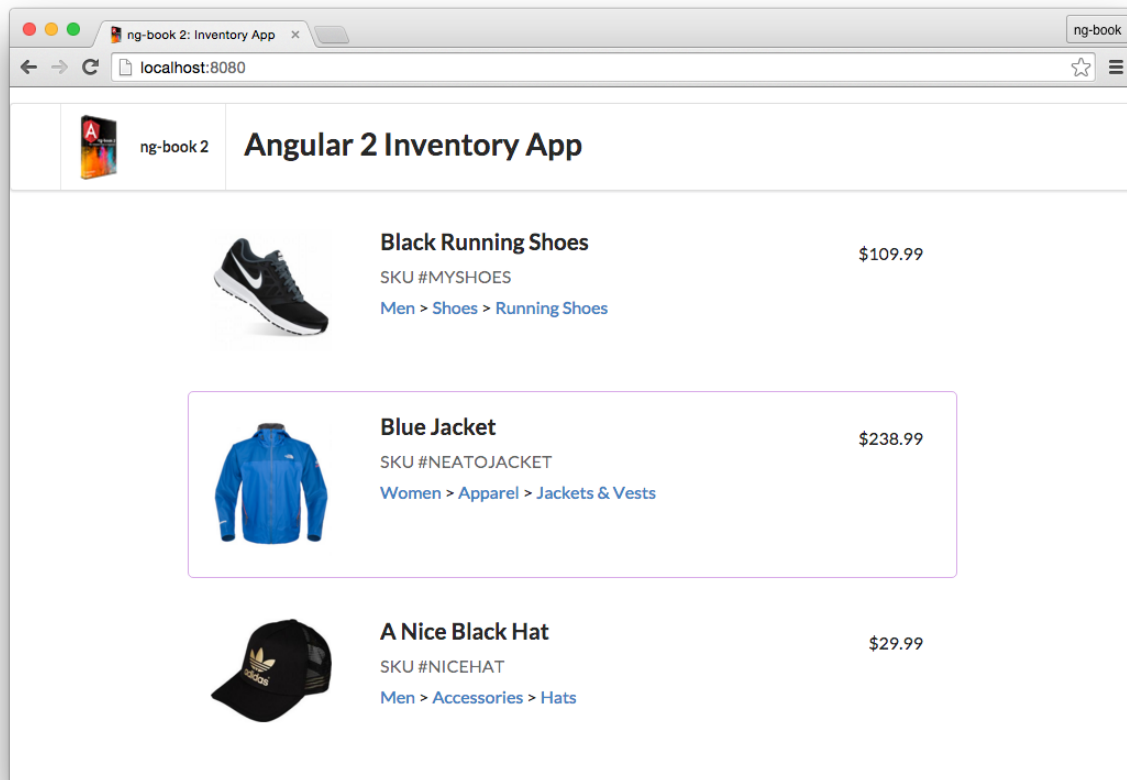 ng-book 2: Inventory App
ng-book
localhost:8080
ng-book 2
Angular 2 Inventory App
Black Running Shoes
$109.99
SKU #MYSHOES
Men > Shoes > Running Shoes
Blue Jacket
$238.99
SKU #NEATOJACKET
Women > Apparel > Jackets & Vests
A Nice Black Hat
$29.99
SKU #NICEHAT
Men > Accessories > Hats
adidas